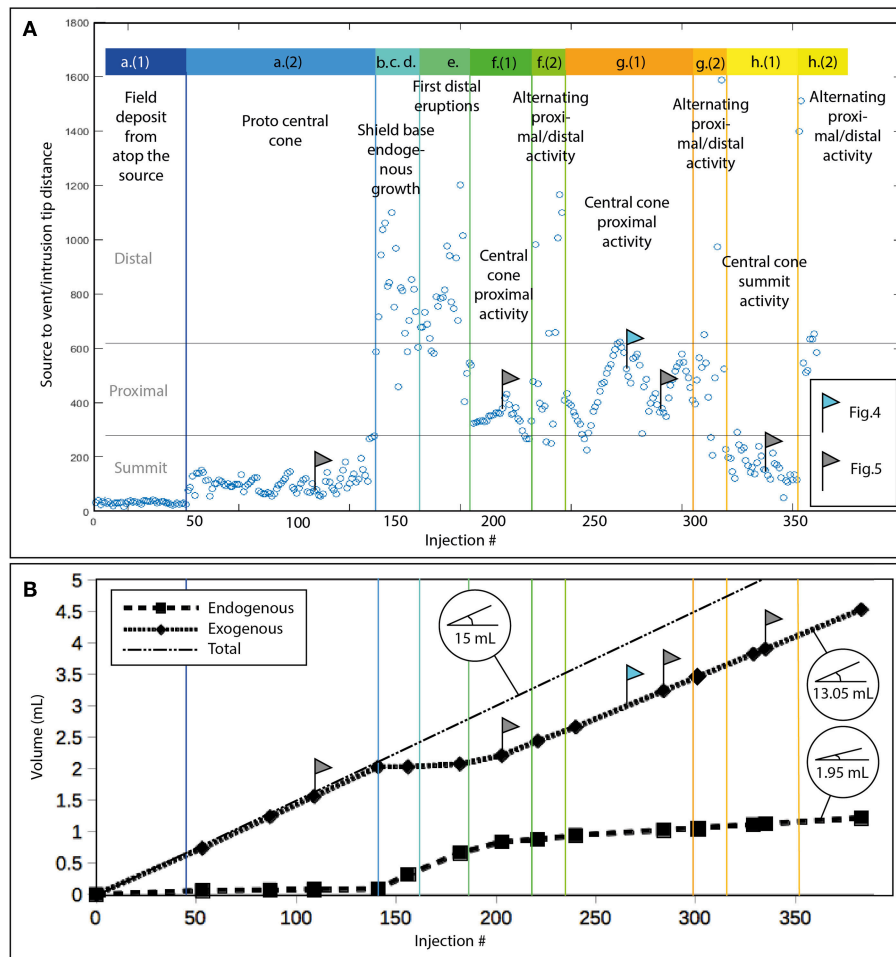 A
1800
1600
1400
1200
1000
800
600
400
200
0
Source to vent/intrusion tip distance
a.(1)
a.(2)
b.c. d.
e.
f.(1)
f.(2)
g.(1)
g.(2)
h.(1)
h.(2)
Field
deposit
from
atop the
source
Proto central
cone
Shield base
endoge-
nous
growth
First distal
eruptions
Central
cone
proximal
activity
Alternating
proxi-
mal/distal
activity
Central cone
proximal
activity
Alternating
proxi-
mal/distal
activity
Central cone
summit
activity
Alternating
proxi-
mal/distal
activity
Distal
Proximal
Summit
Fig.4
Fig.5
0
50
100
150
200
250
300
350
Injection #
B
5
4.5
4
3.5
3
2.5
2
1.5
1
0.5
0
Volume (mL)
Endogenous
Exogenous
Total
15 mL
13.05 mL
1.95 mL
0
50
100
150
200
250
300
350
Injection #